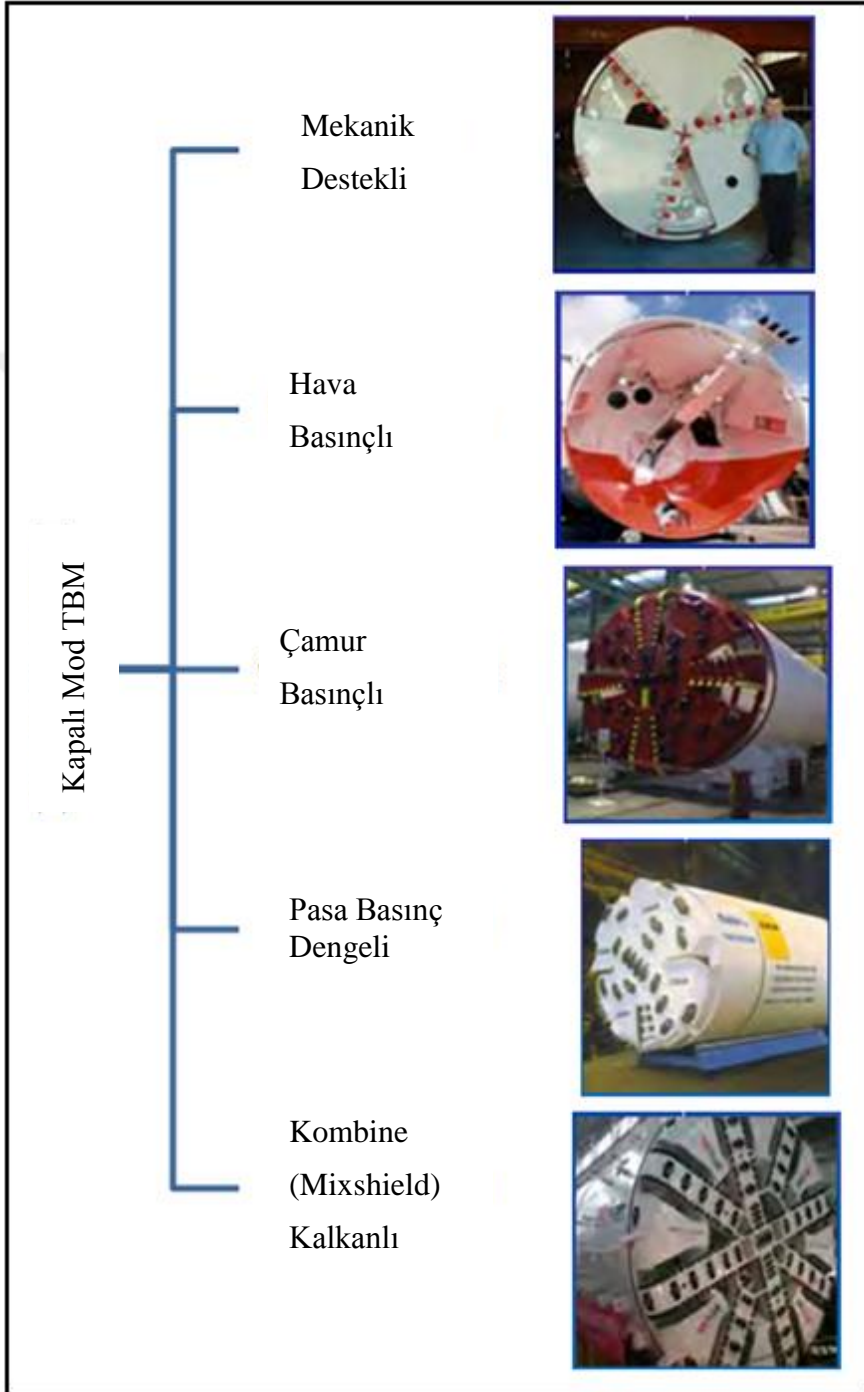 Mekanik
Destekli
Hava
Basınçlı
Kapalı Mod TBM
Çamur
Basınçlı
Pasa Basınç
Dengeli
Kombine
(Mixshield)
Kalkanlı